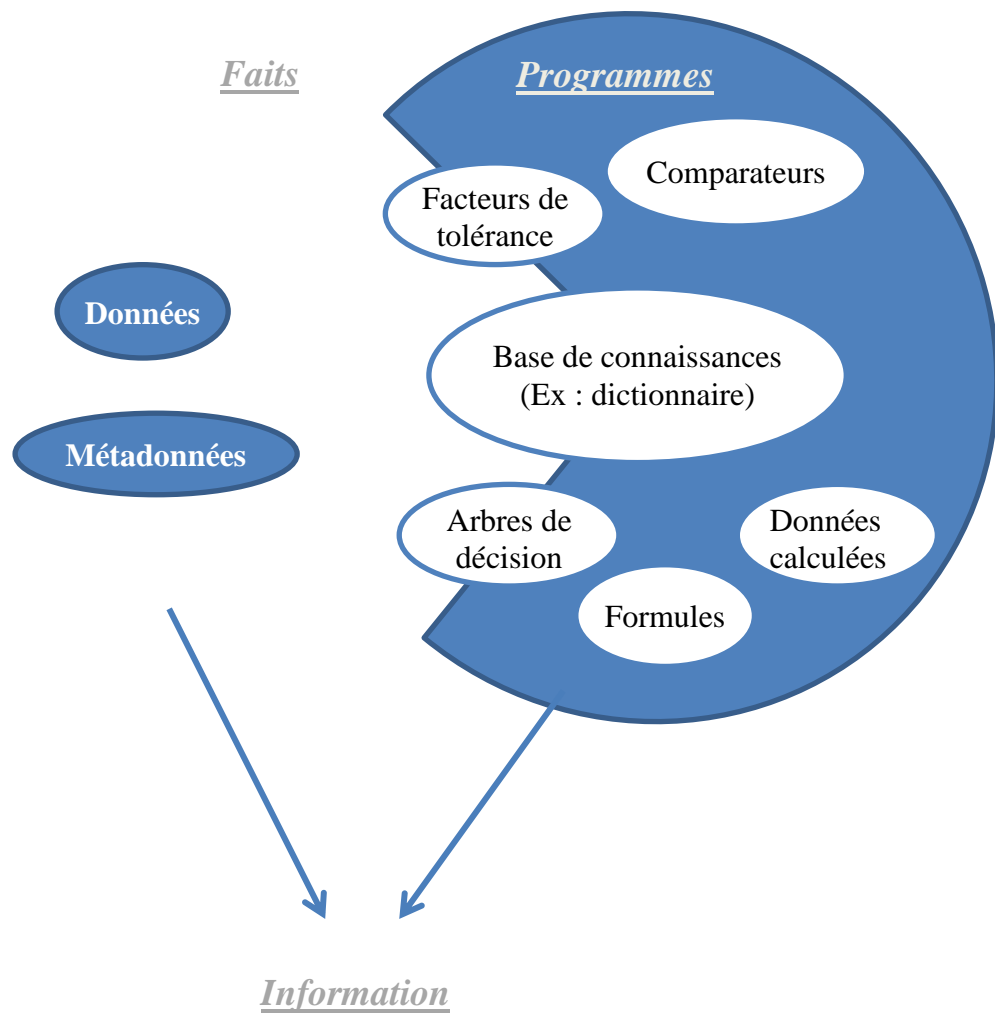 Faits
Programmes
Comparateurs
Facteurs de
tolérance
Données
Base de connaissances
(Ex : dictionnaire)
Métadonnées
Arbres de
décision
Données
calculées
Formules
Information